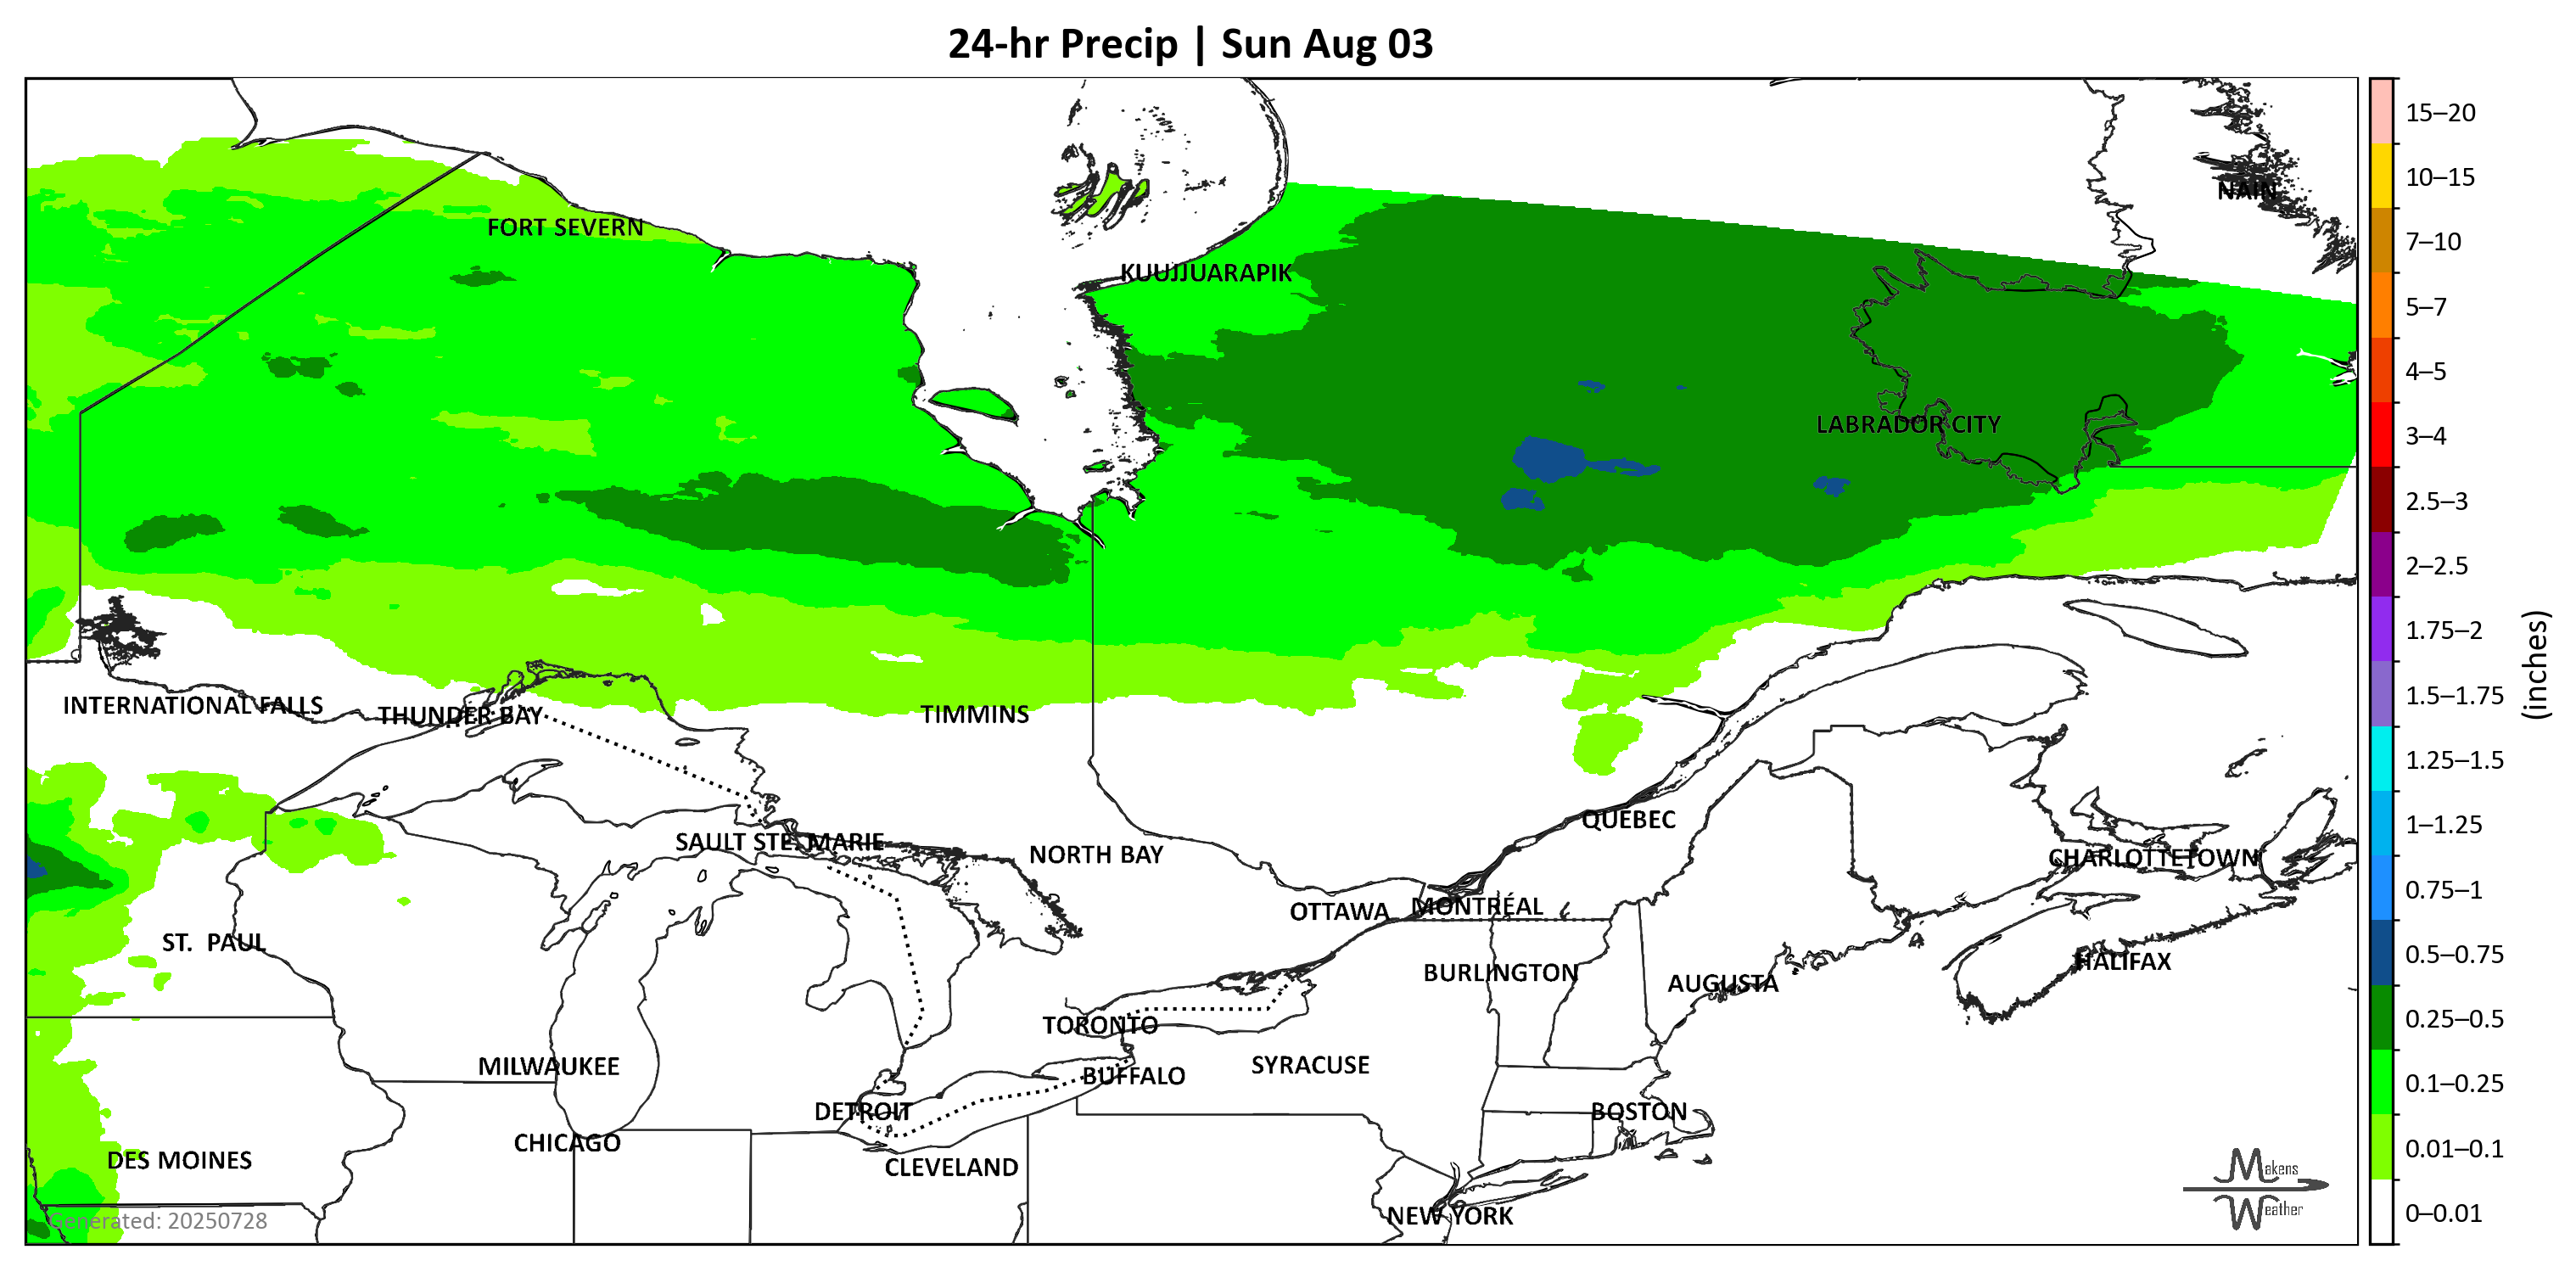 24-hr Precip | Sun Aug 03
NAIN
FORT SEVERN
KUUJJUARAPIK
LABRADOR CITY
INTERNATIONAL FALLS
THUNDER BAY
TIMMINS
SAULT STE. MARIE
NORTH BAY
QUÉBEC
CHARLOTTETOWN
OTTAWA
MONTRÉAL
ST. PAUL
BURLINGTON
AUGUSTA
HALIFAX
TORONTO
MILWAUKEE
BUFFALO
SYRACUSE
DETROIT
BOSTON
CHICAGO
DES MOINES
CLEVELAND
NEW YORK
Generated: 20250728
Makens
Weather
15–20
10–15
7–10
5–7
4–5
3–4
2.5–3
2–2.5
1.75–2
1.5–1.75
1.25–1.5
1–1.25
0.75–1
0.5–0.75
0.25–0.5
0.1–0.25
0.01–0.1
0–0.01
(inches)